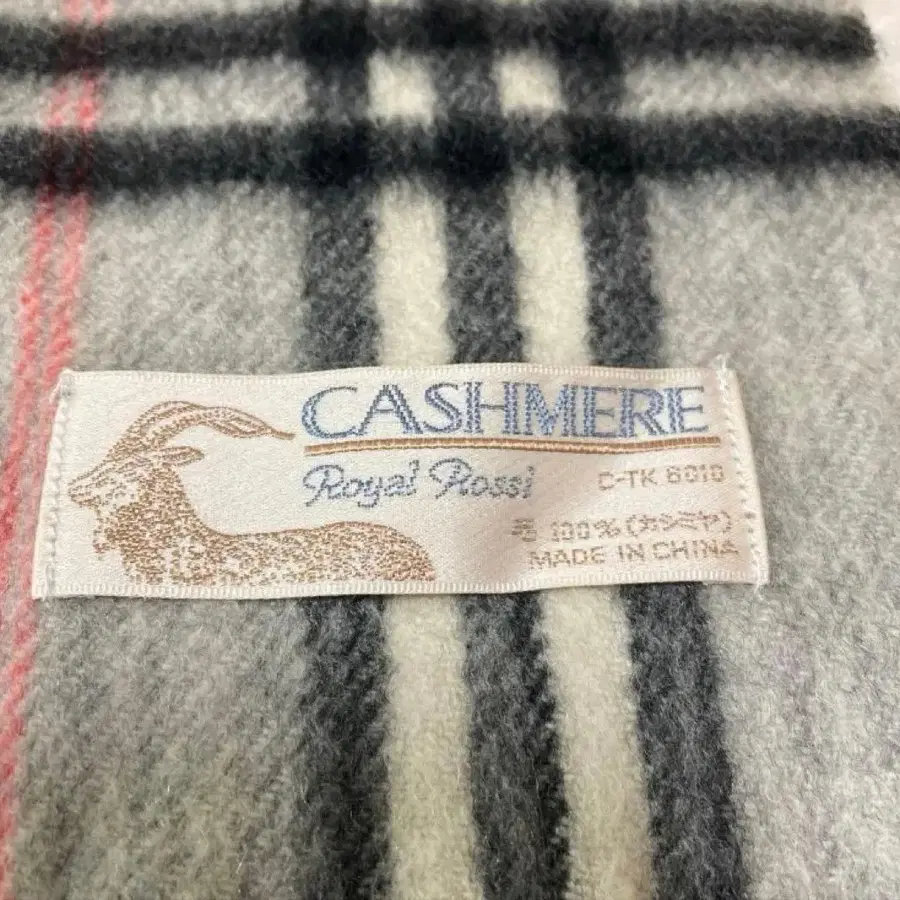 CASHMERE
Royal Rossi C-TK 6010
毛 100%(カシミヤ)
MADE IN CHINA